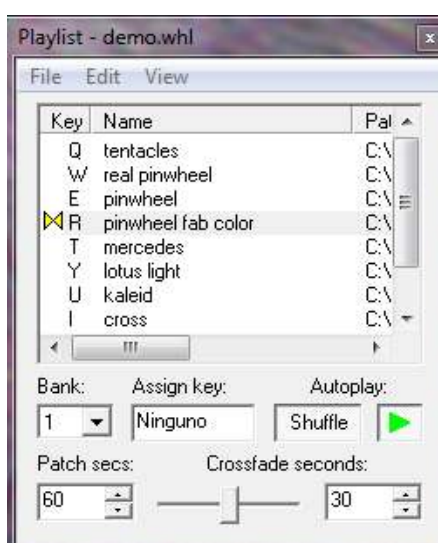 Playlist - demo.whl
File Edit View
Key Name Pat
Q tentacles C:\
W real pinwheel C:\
E pinwheel C:\
R pinwheel fab color C:\
T mercedes C:\
Y lotus light C:\
U kaleid C:\
I cross C:\
Bank: Assign key: Autoplay:
1 Ninguno Shuffle
Patch secs: Crossfade seconds:
60 30